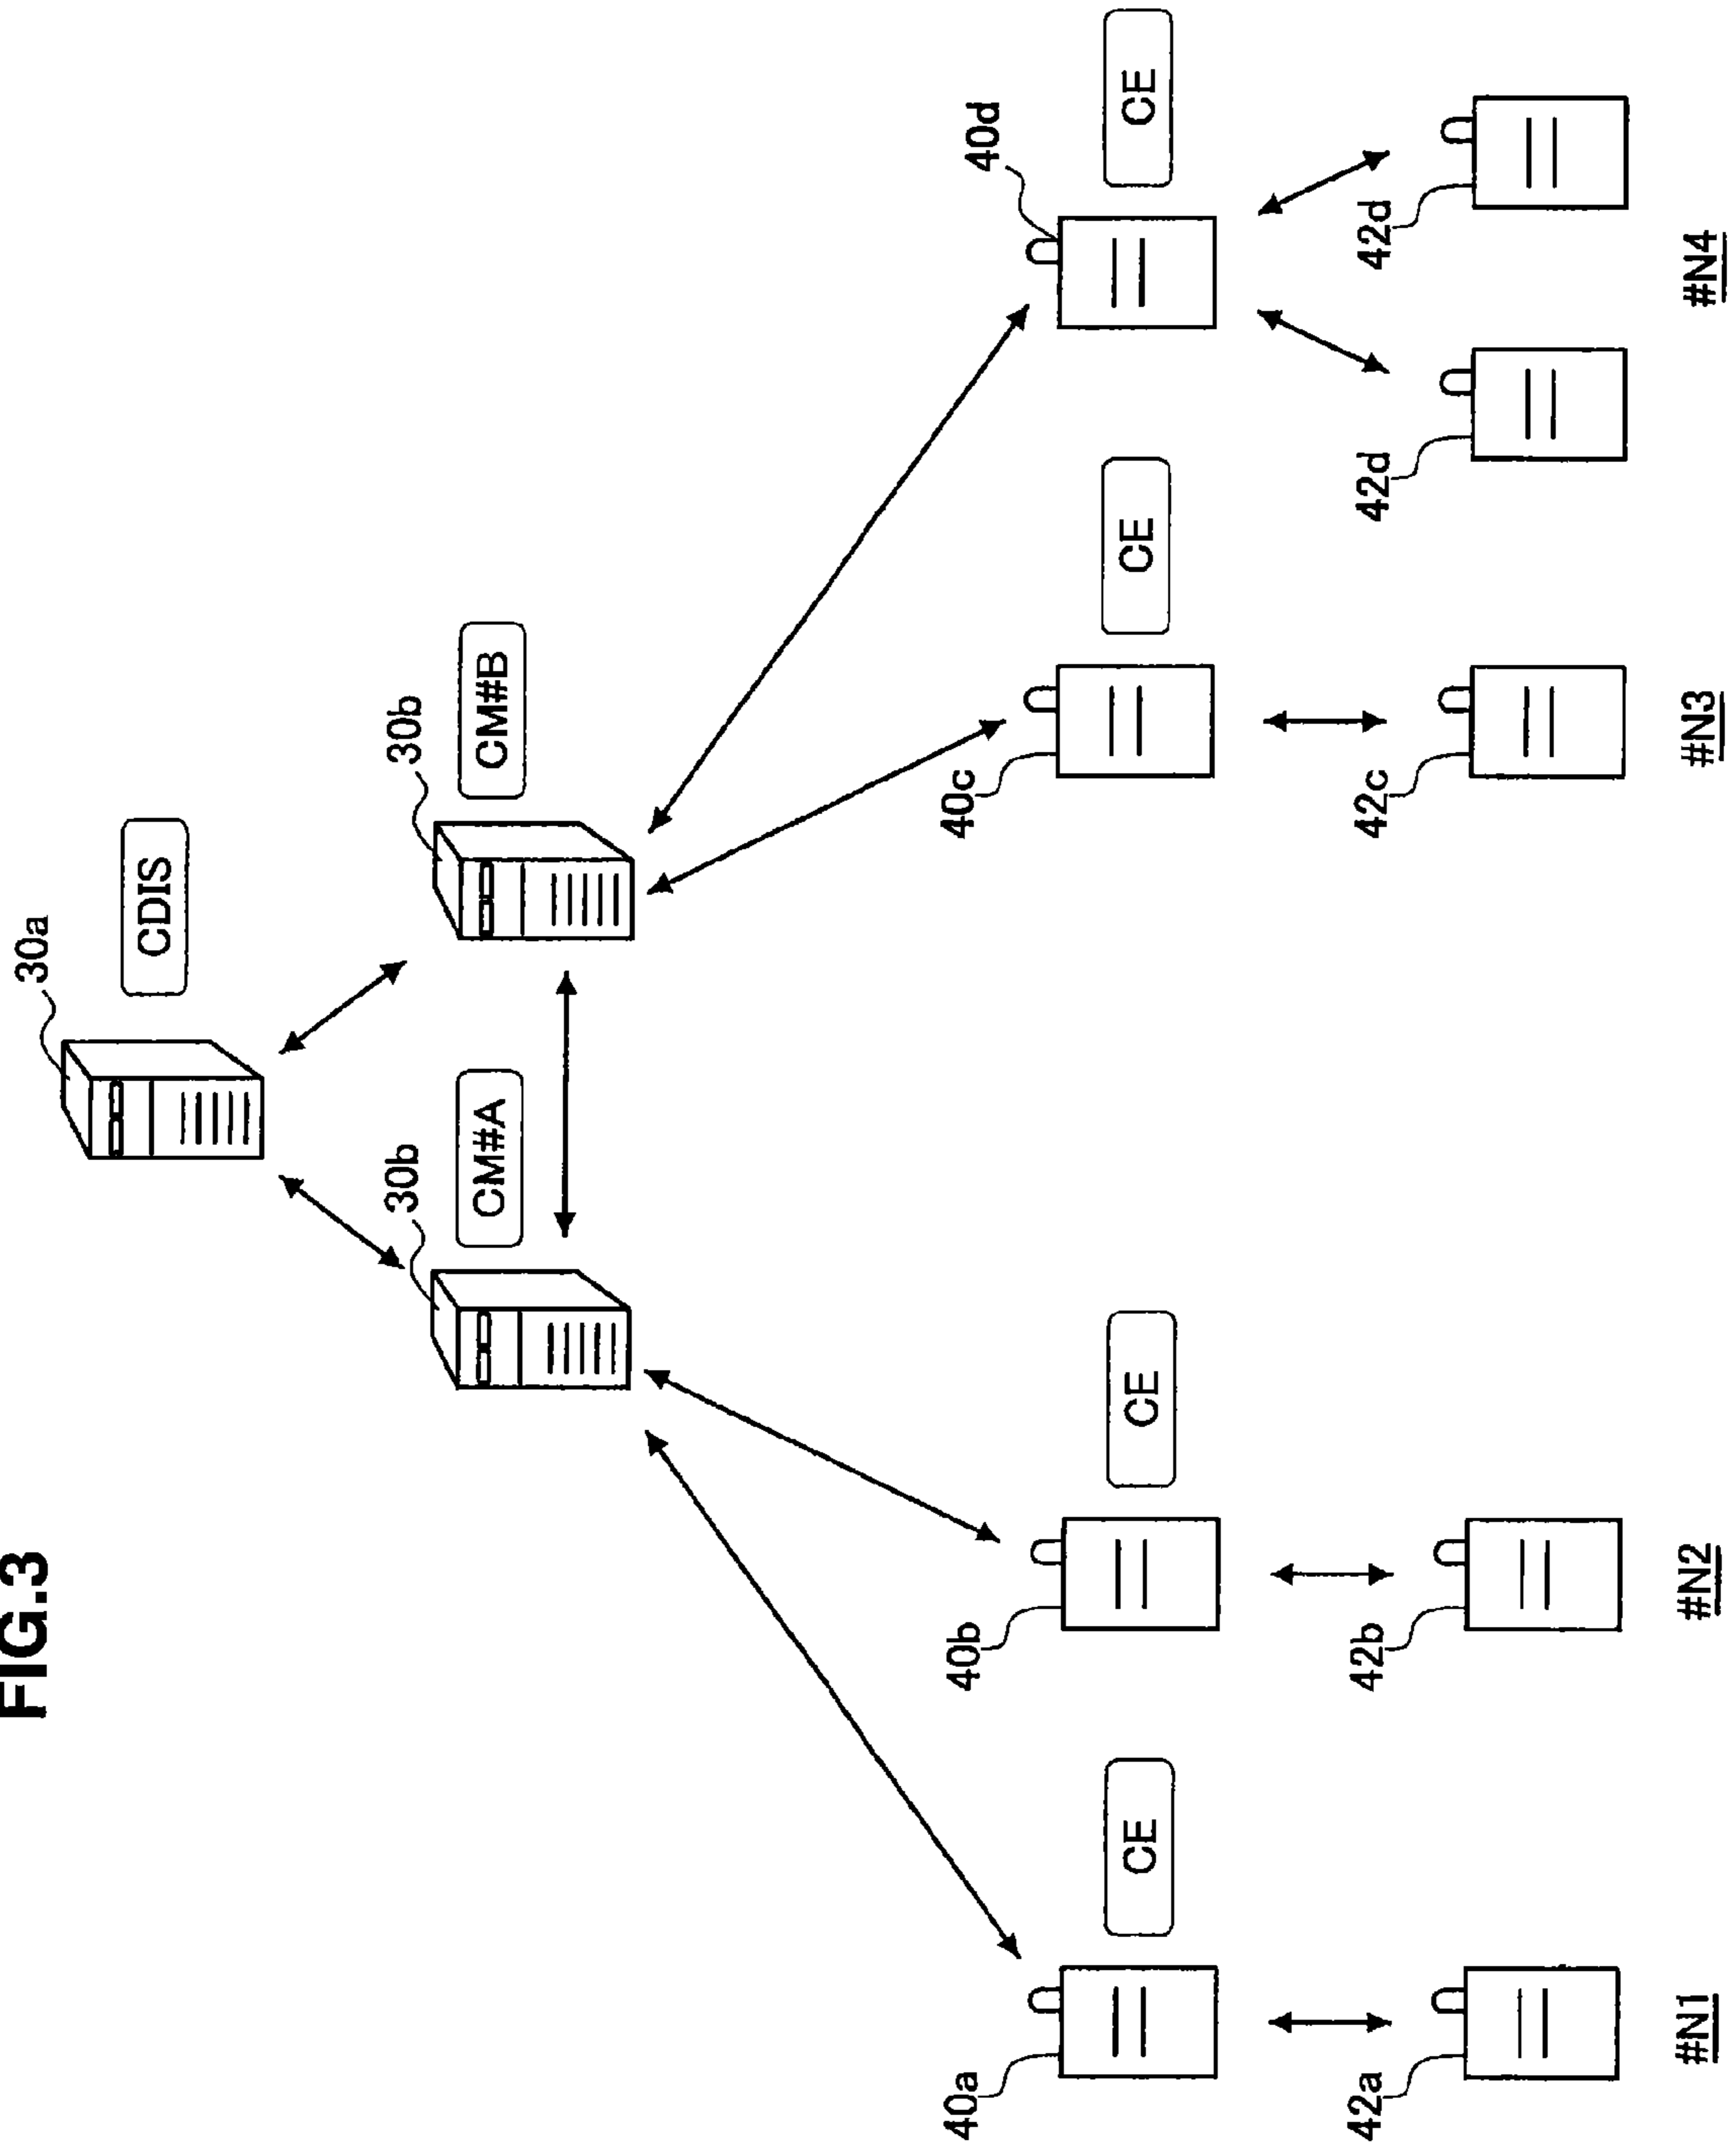 FIG.3
30a
CDIS
30b
CM#A
30b
CM#B
40a
CE
40b
CE
40c
CE
40d
CE
42a
42b
42c
42d
42d
#N1
#N2
#N3
#N4